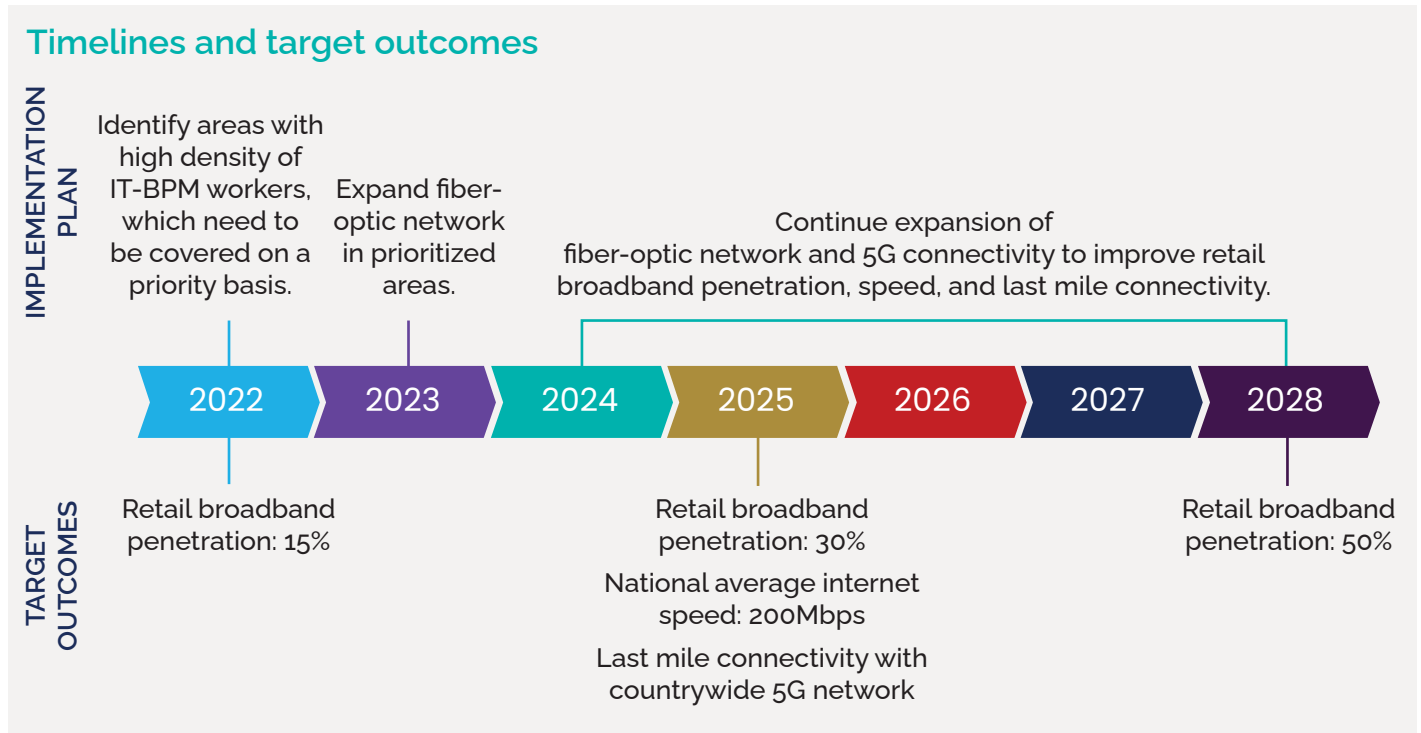 Timelines and target outcomes
IMPLEMENTATION
PLAN
Identify areas with
high density of
IT-BPM workers,
which need to
be covered on a
priority basis.
Expand fiber-
optic network
in prioritized
areas.
Continue expansion of
fiber-optic network and 5G connectivity to improve retail
broadband penetration, speed, and last mile connectivity.
2022
2023
2024
2025
2026
2027
2028
TARGET
OUTCOMES
Retail broadband
penetration: 15%
Retail broadband
penetration: 30%
National average internet
speed: 200Mbps
Last mile connectivity with
countrywide 5G network
Retail broadband
penetration: 50%